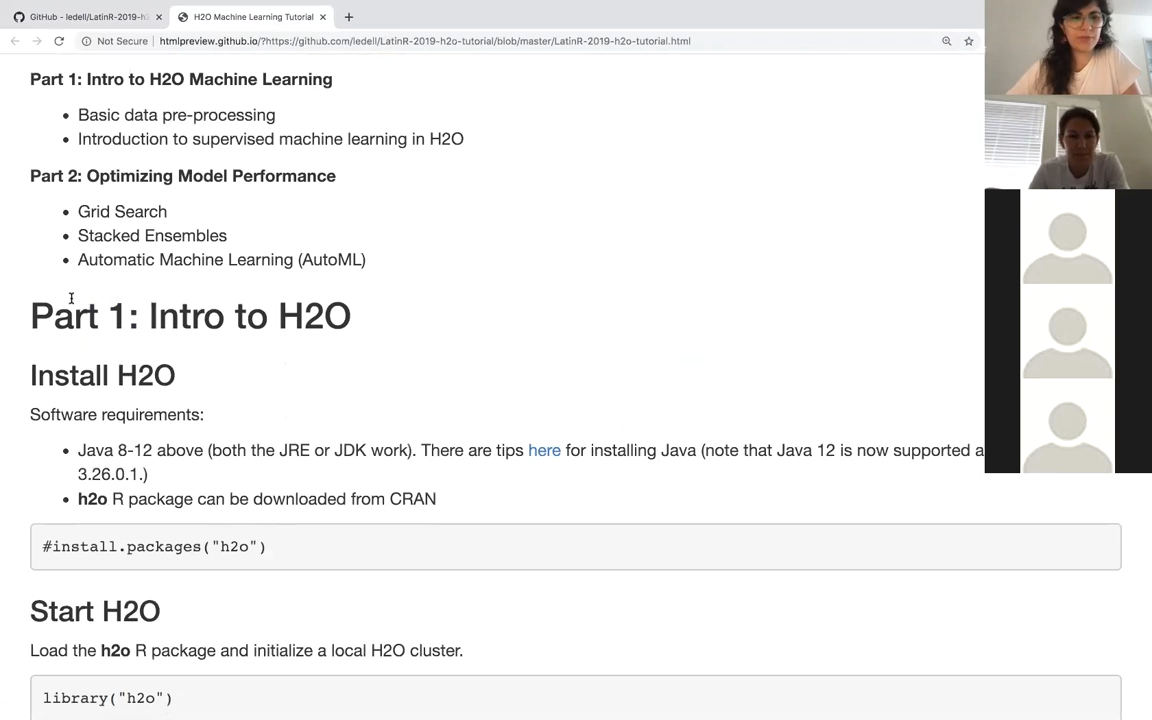 GitHub - ledell/LatinR-2019-h2
H2O Machine Learning Tutorial
Not Secure
htmlpreview.github.io/?https://github.com/ledell/LatinR-2019-h2o-tutorial/blob/master/LatinR-2019-h2o-tutorial.html
Part 1: Intro to H2O Machine Learning
• Basic data pre-processing
• Introduction to supervised machine learning in H2O
Part 2: Optimizing Model Performance
• Grid Search
• Stacked Ensembles
• Automatic Machine Learning (AutoML)
Part 1: Intro to H2O
Install H2O
Software requirements:
• Java 8-12 above (both the JRE or JDK work). There are tips here for installing Java (note that Java 12 is now supported a
3.26.0.1.)
• h2o R package can be downloaded from CRAN
#install.packages("h2o")
Start H2O
Load the h2o R package and initialize a local H2O cluster.
library("h2o")